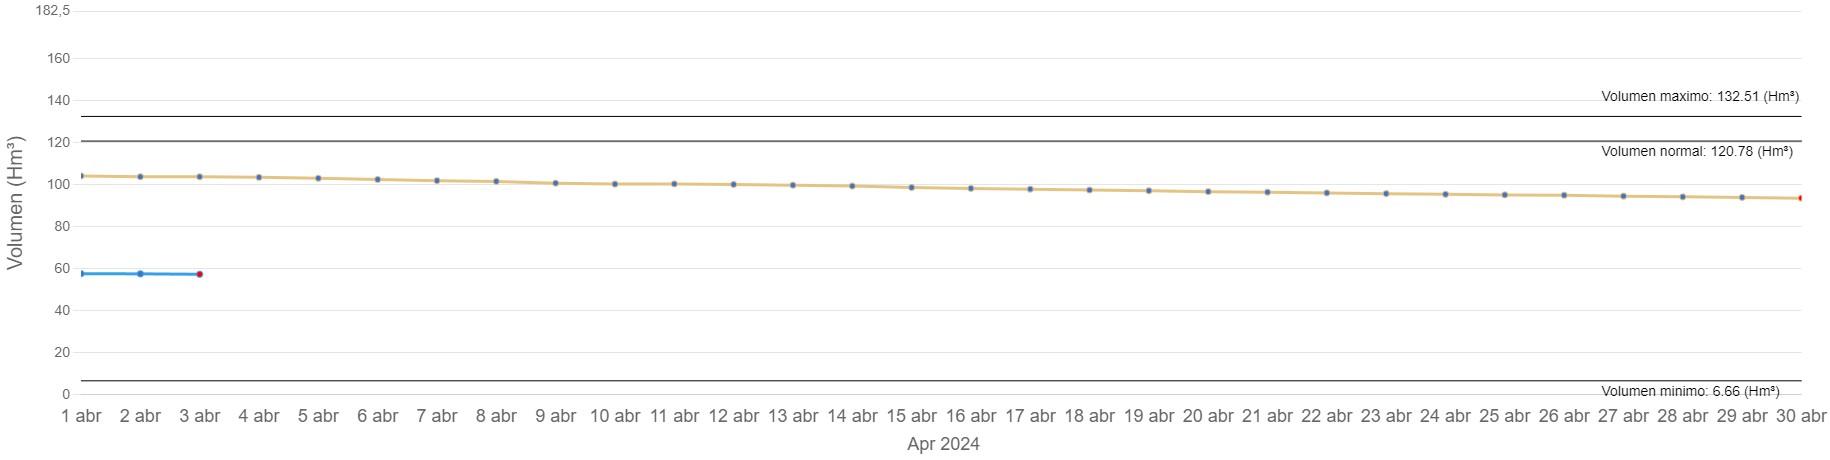 182,5
160
140
120
100
80
60
40
20
0
Volumen (Hm³)
Volumen maximo: 132.51 (Hm³)
Volumen normal: 120.78 (Hm³)
Volumen minimo: 6.66 (Hm³)
1 abr 2 abr 3 abr 4 abr 5 abr 6 abr 7 abr 8 abr 9 abr 10 abr 11 abr 12 abr 13 abr 14 abr 15 abr 16 abr 17 abr 18 abr 19 abr 20 abr 21 abr 22 abr 23 abr 24 abr 25 abr 26 abr 27 abr 28 abr 29 abr 30 abr
Apr 2024